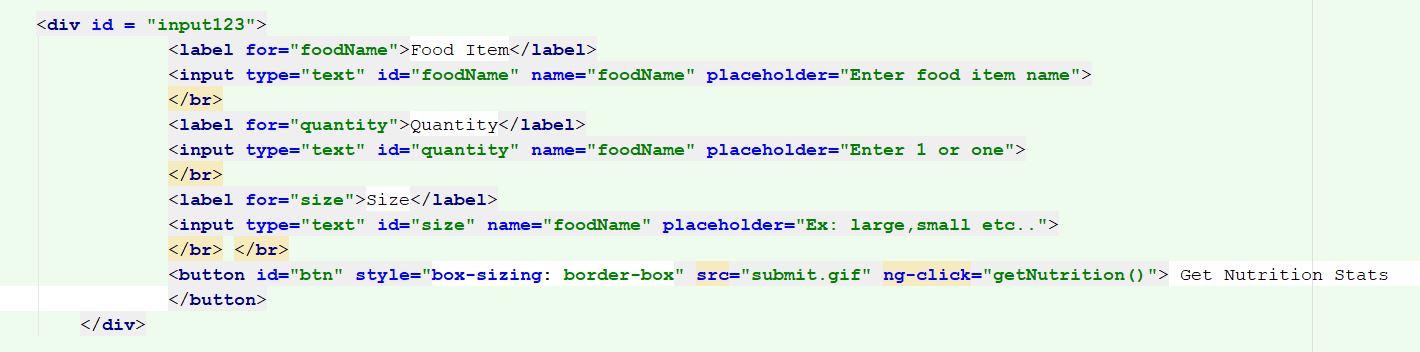 <div id = "input123">
<label for="foodName">Food Item</label>
<input type="text" id="foodName" name="foodName" placeholder="Enter food item name">
</br>
<label for="quantity">Quantity</label>
<input type="text" id="quantity" name="foodName" placeholder="Enter 1 or one">
</br>
<label for="size">Size</label>
<input type="text" id="size" name="foodName" placeholder="Ex: large,small etc..">
</br> </br>
<button id="btn" style="box-sizing: border-box" src="submit.gif" ng-click="getNutrition()"> Get Nutrition Stats
</button>
</div>